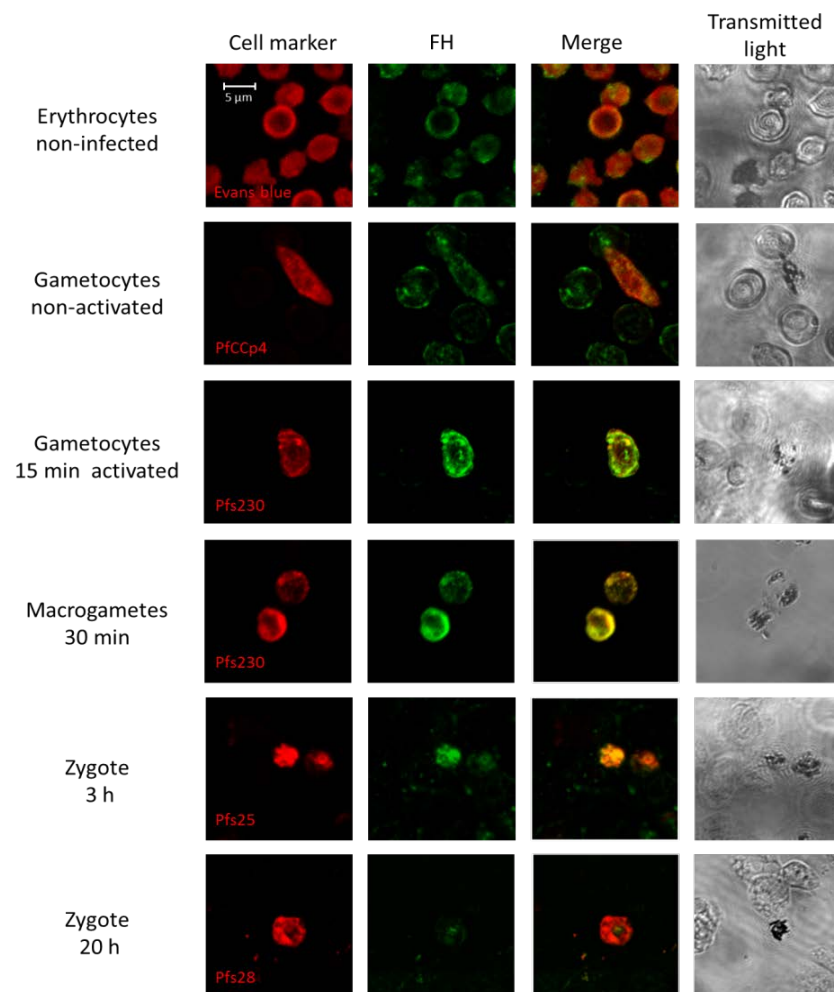 Cell marker
FH
Merge
Transmitted
light
Erythrocytes
non-infected
5 µm
Evans blue
Gametocytes
non-activated
PfCCp4
Gametocytes
15 min activated
Pfs230
Macrogametes
30 min
Pfs230
Zygote
3 h
Pfs25
Zygote
20 h
Pfs28